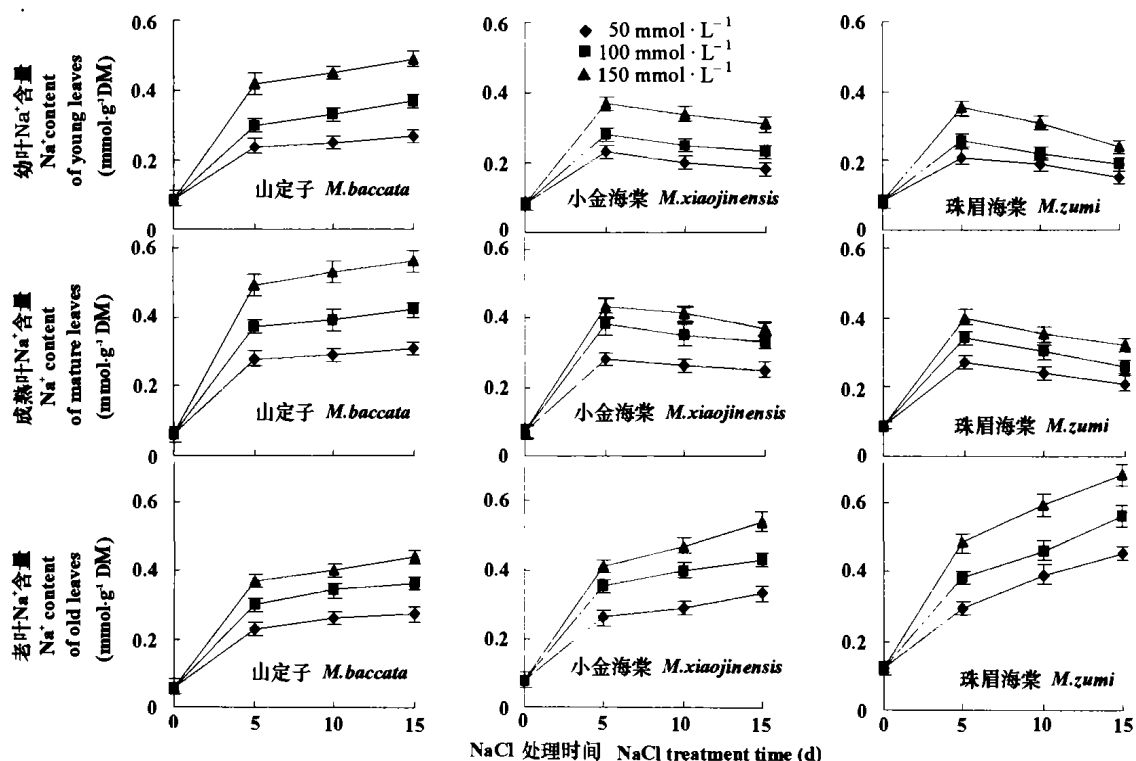 0.6
0.4
0.2
0
幼叶Na⁺含量
Na⁺content
of young leaves
(mmol·g⁻¹DM)
山定子 M.baccata
0.6
0.4
0.2
0
小金海棠 M.xiaojinensis
50 mmol · L⁻¹
100 mmol · L⁻¹
150 mmol · L⁻¹
0.6
0.4
0.2
0
珠眉海棠 M.zumi
0.6
0.4
0.2
0
成熟叶Na⁺含量
Na⁺ content
of mature leaves
(mmol·g⁻¹ DM)
山定子 M.baccata
0.6
0.4
0.2
0
小金海棠 M.xiaojinensis
0.6
0.4
0.2
0
珠眉海棠 M.zumi
0.6
0.4
0.2
0
老叶Na⁺含量
Na⁺ content
of old leaves
(mmol·g⁻¹ DM)
山定子 M.baccata
0 5 10 15
0.6
0.4
0.2
0
小金海棠 M.xiaojinensis
0 5 10 15
0.6
0.4
0.2
0
珠眉海棠 M.zumi
0 5 10 15
NaCl 处理时间 NaCl treatment time (d)